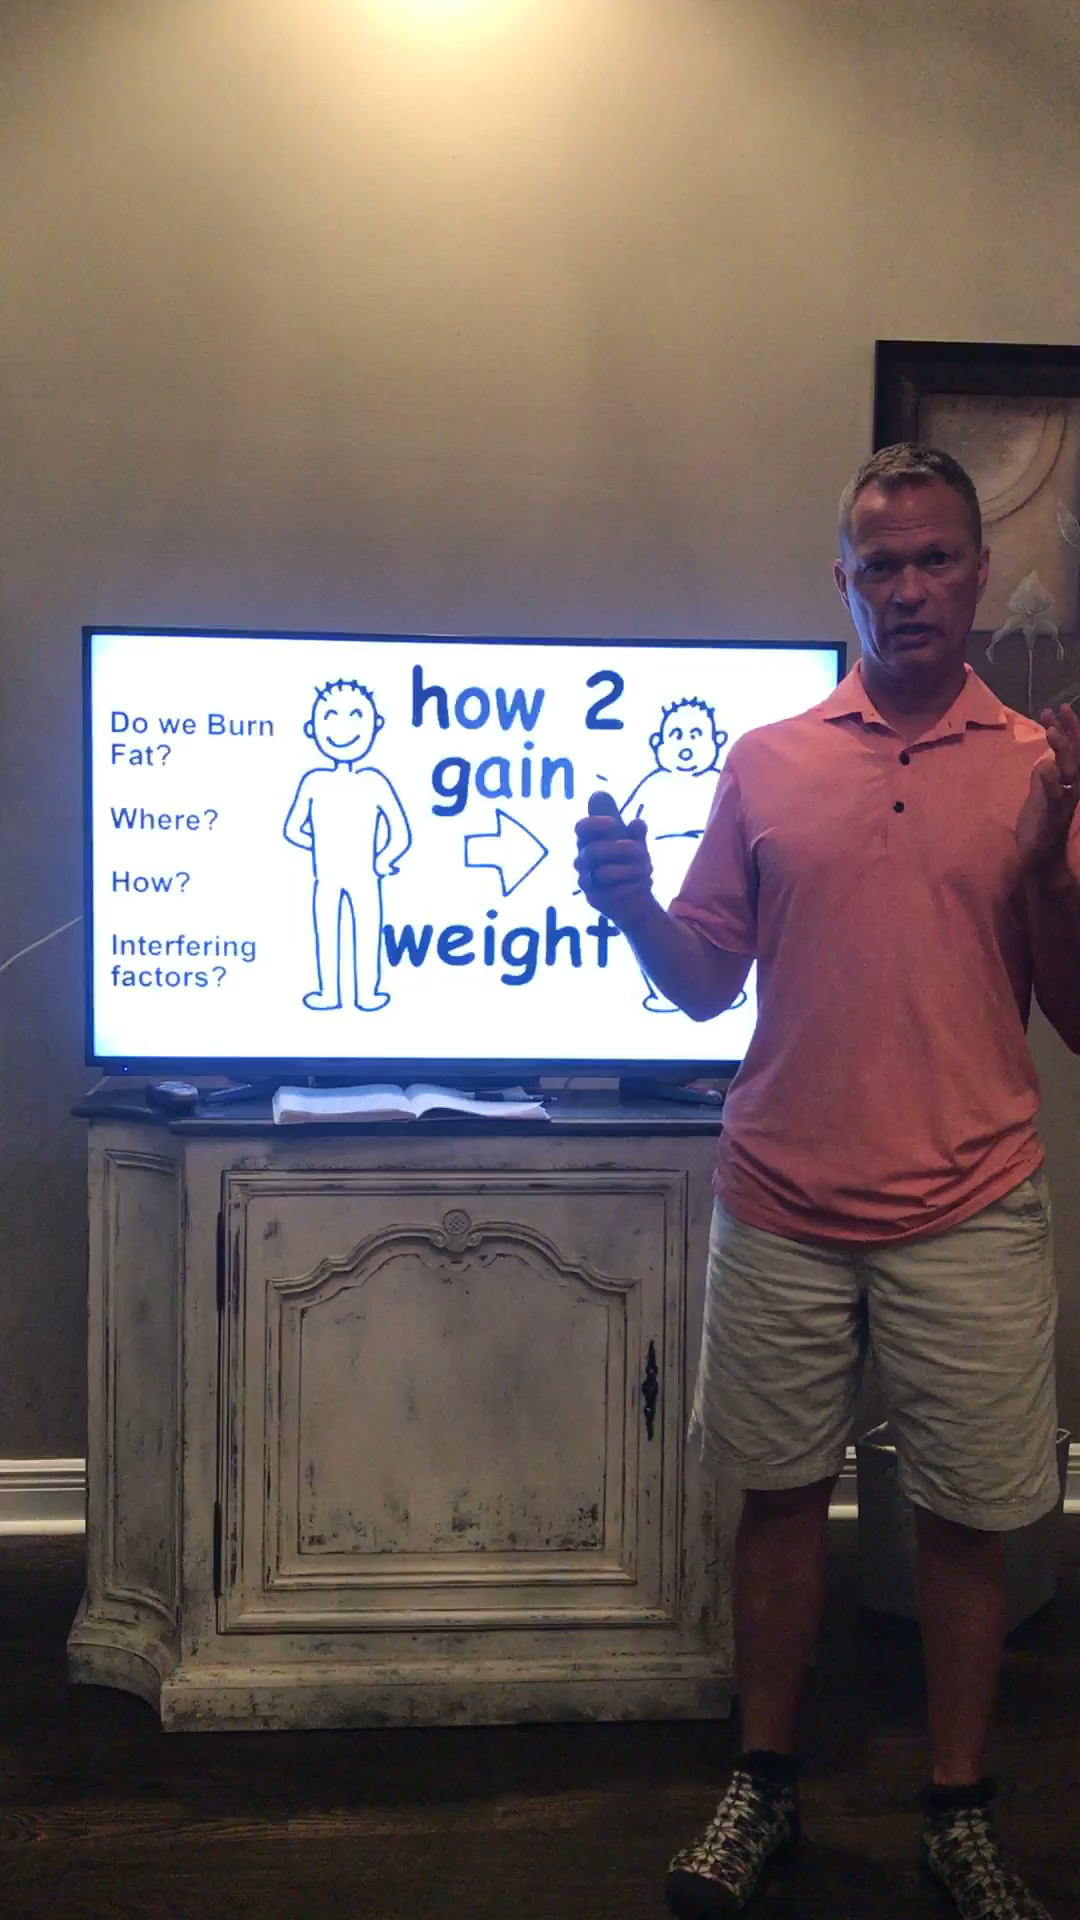 Do we Burn
Fat?
Where?
How?
Interfering
factors?
how 2
gain
weight